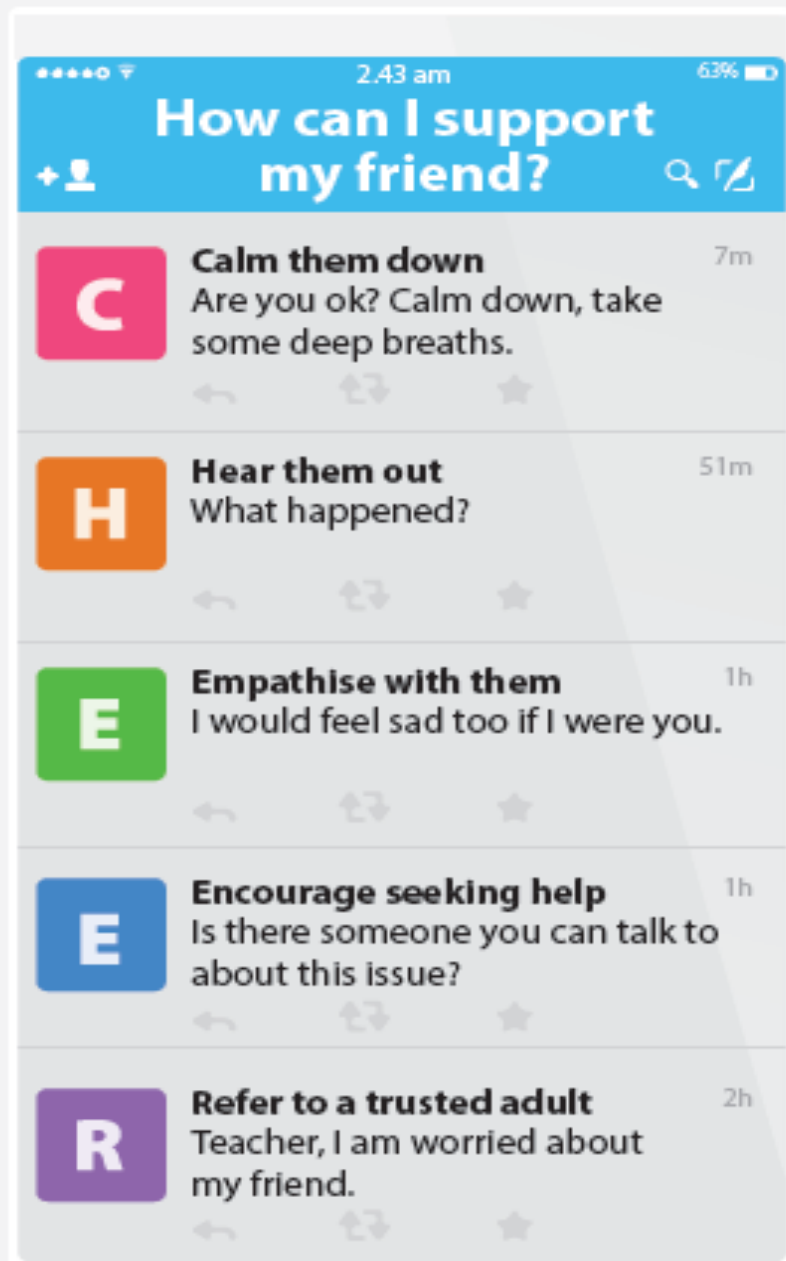 2.43 am
63%
How can I support
my friend?
C
Calm them down
7m
Are you ok? Calm down, take
some deep breaths.
H
Hear them out
51m
What happened?
E
Empathise with them
1h
I would feel sad too if I were you.
E
Encourage seeking help
1h
Is there someone you can talk to
about this issue?
R
Refer to a trusted adult
2h
Teacher, I am worried about
my friend.